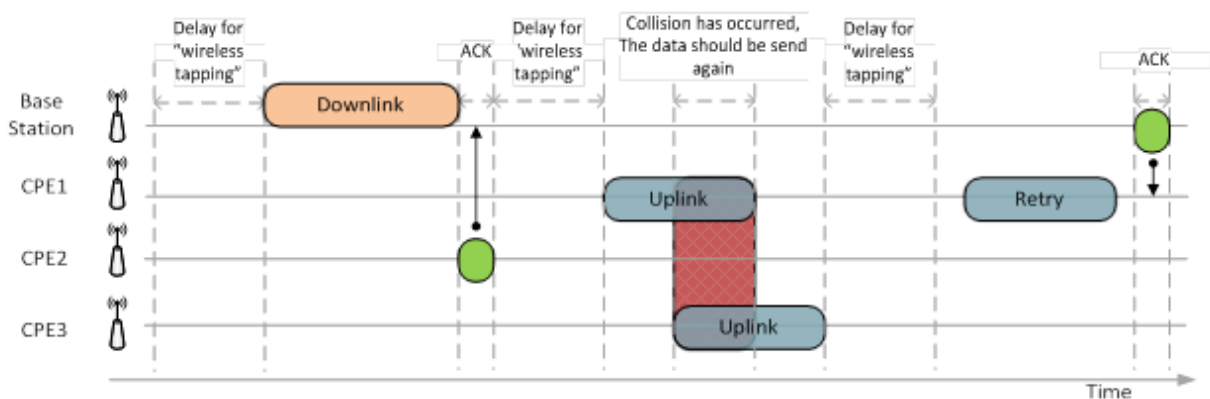 Delay for
"wireless
tapping"
ACK
Delay for
'wireless
tapping"
Collision has occurred,
The data should be send
again
Delay for
"wireless
tapping"
ACK
Base
Station
Downlink
CPE1
Uplink
Retry
CPE2
CPE3
Uplink
Time